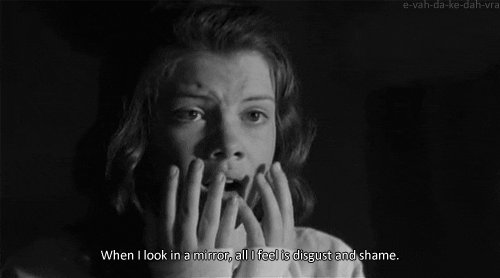 e-vah-da-ke-dah-vra
When I look in a mirror, all I feel is disgust and shame.